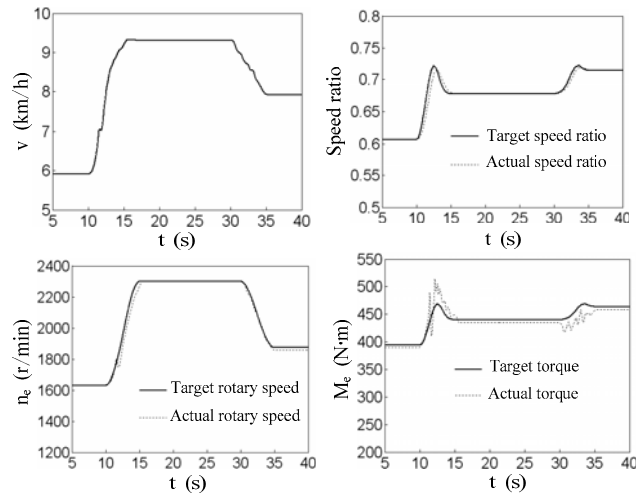 v (km/h)
10
9
8
7
6
5
5 10 15 20 25 30 35 40
t (s)
Speed ratio
0.8
0.75
0.7
0.65
0.6
0.55
0.5
Target speed ratio
Actual speed ratio
5 10 15 20 25 30 35 40
t (s)
nₑ (r/min)
2400
2200
2000
1800
1600
1400
1200
Target rotary speed
Actual rotary speed
5 10 15 20 25 30 35 40
t (s)
Mₑ (N·m)
550
500
450
400
350
300
250
200
Target torque
Actual torque
5 10 15 20 25 30 35 40
t (s)